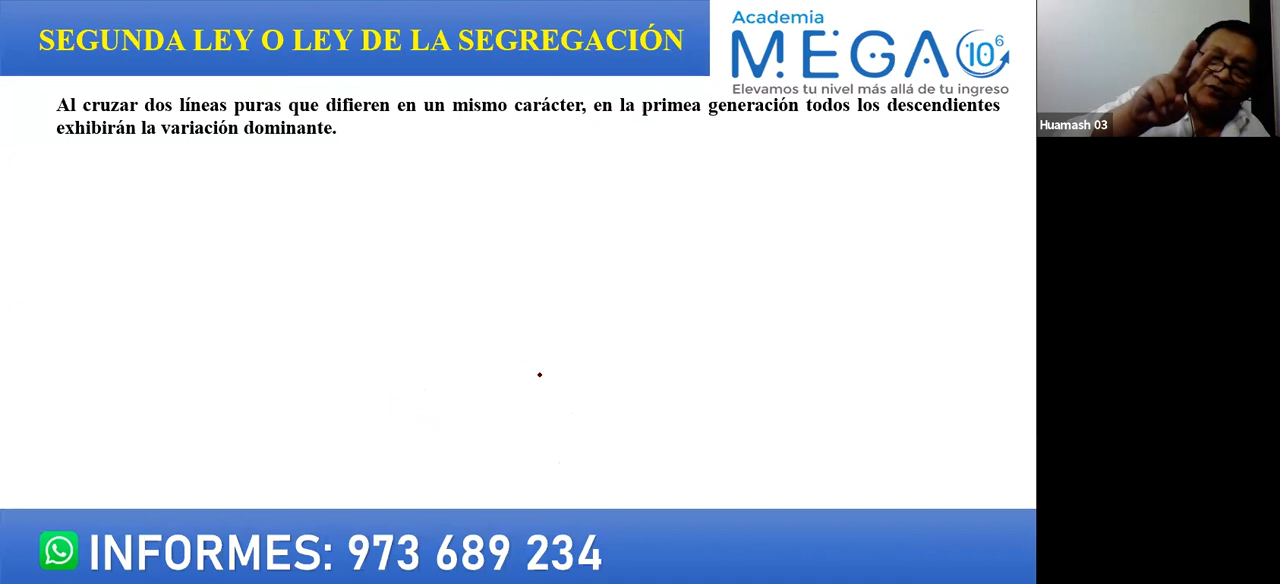 SEGUNDA LEY O LEY DE LA SEGREGACIÓN
Academia
MEGA 10⁶
Elevamos tu nivel más allá de tu ingreso
Al cruzar dos líneas puras que difieren en un mismo carácter, en la primea generación todos los descendientes
exhibirán la variación dominante.
Huamash 03
INFORMES: 973 689 234